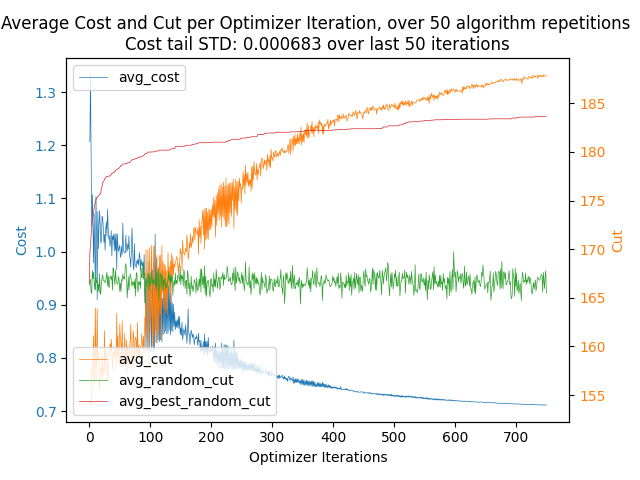 Average Cost and Cut per Optimizer Iteration, over 50 algorithm repetitions
Cost tail STD: 0.000683 over last 50 iterations
avg_cost
1.3
1.2
1.1
1.0
0.9
0.8
0.7
Cost
185
180
175
170
165
160
155
Cut
avg_cut
avg_random_cut
avg_best_random_cut
0 100 200 300 400 500 600 700
Optimizer Iterations